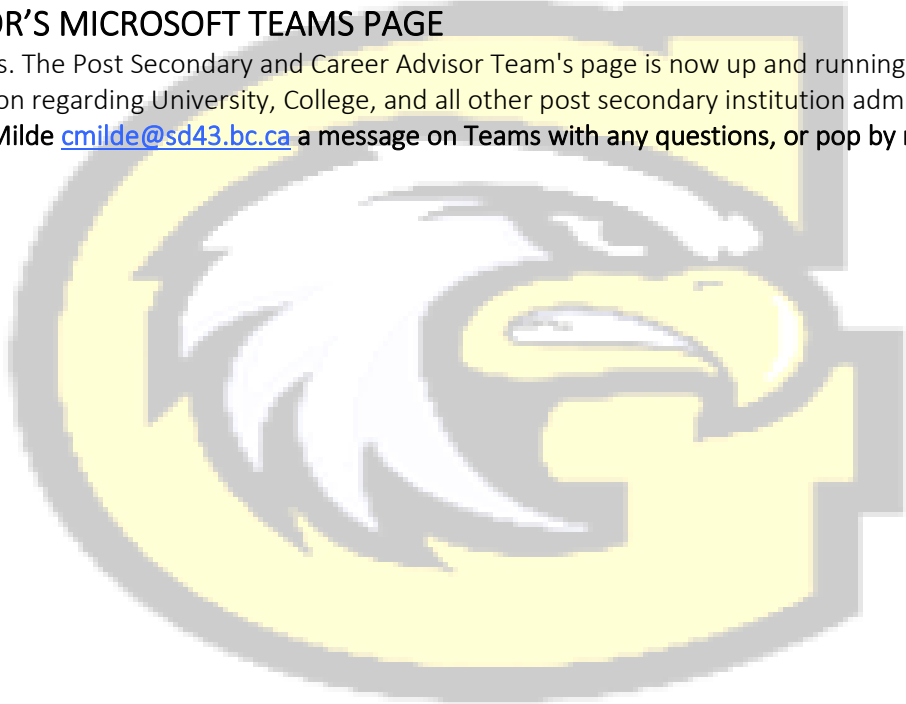 OR’S MICROSOFT TEAMS PAGE
s. The Post Secondary and Career Advisor Team's page is now up and running
on regarding University, College, and all other post secondary institution adm
Milde cmilde@sd43.bc.ca a message on Teams with any questions, or pop by